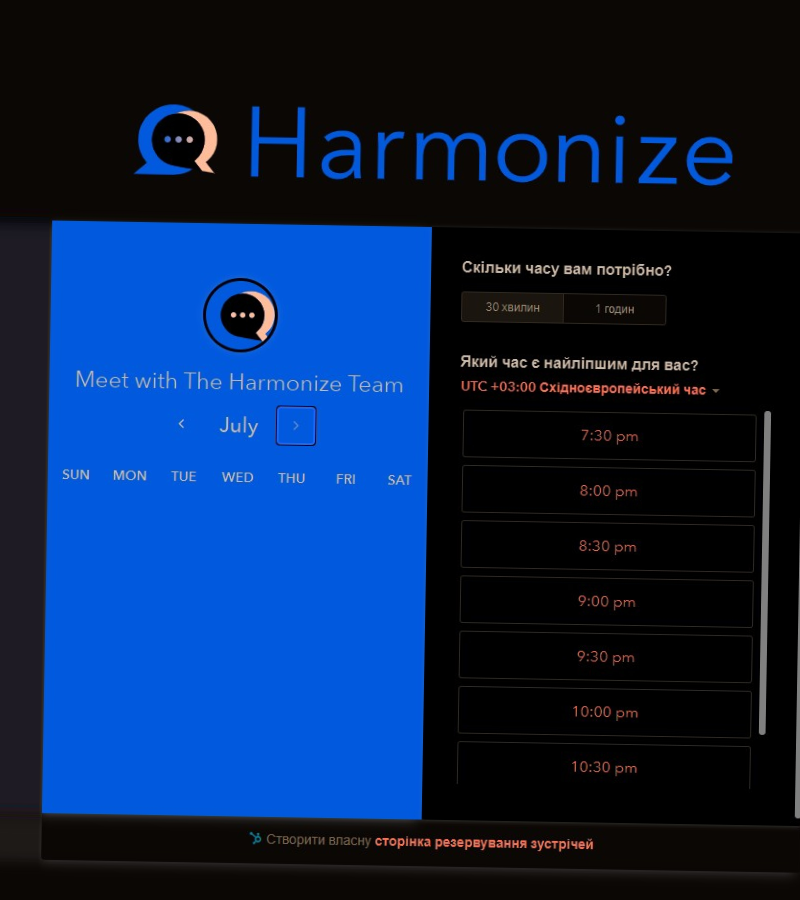 Harmonize
Meet with The Harmonize Team
July
SUN MON TUE WED THU FRI SAT
Скільки часу вам потрібно?
30 хвилин 1 годин
Який час є найліпшим для вас?
UTC +03:00 Східноєвропейський час
7:30 pm
8:00 pm
8:30 pm
9:00 pm
9:30 pm
10:00 pm
10:30 pm
Створити власну сторінка резервування зустрічей